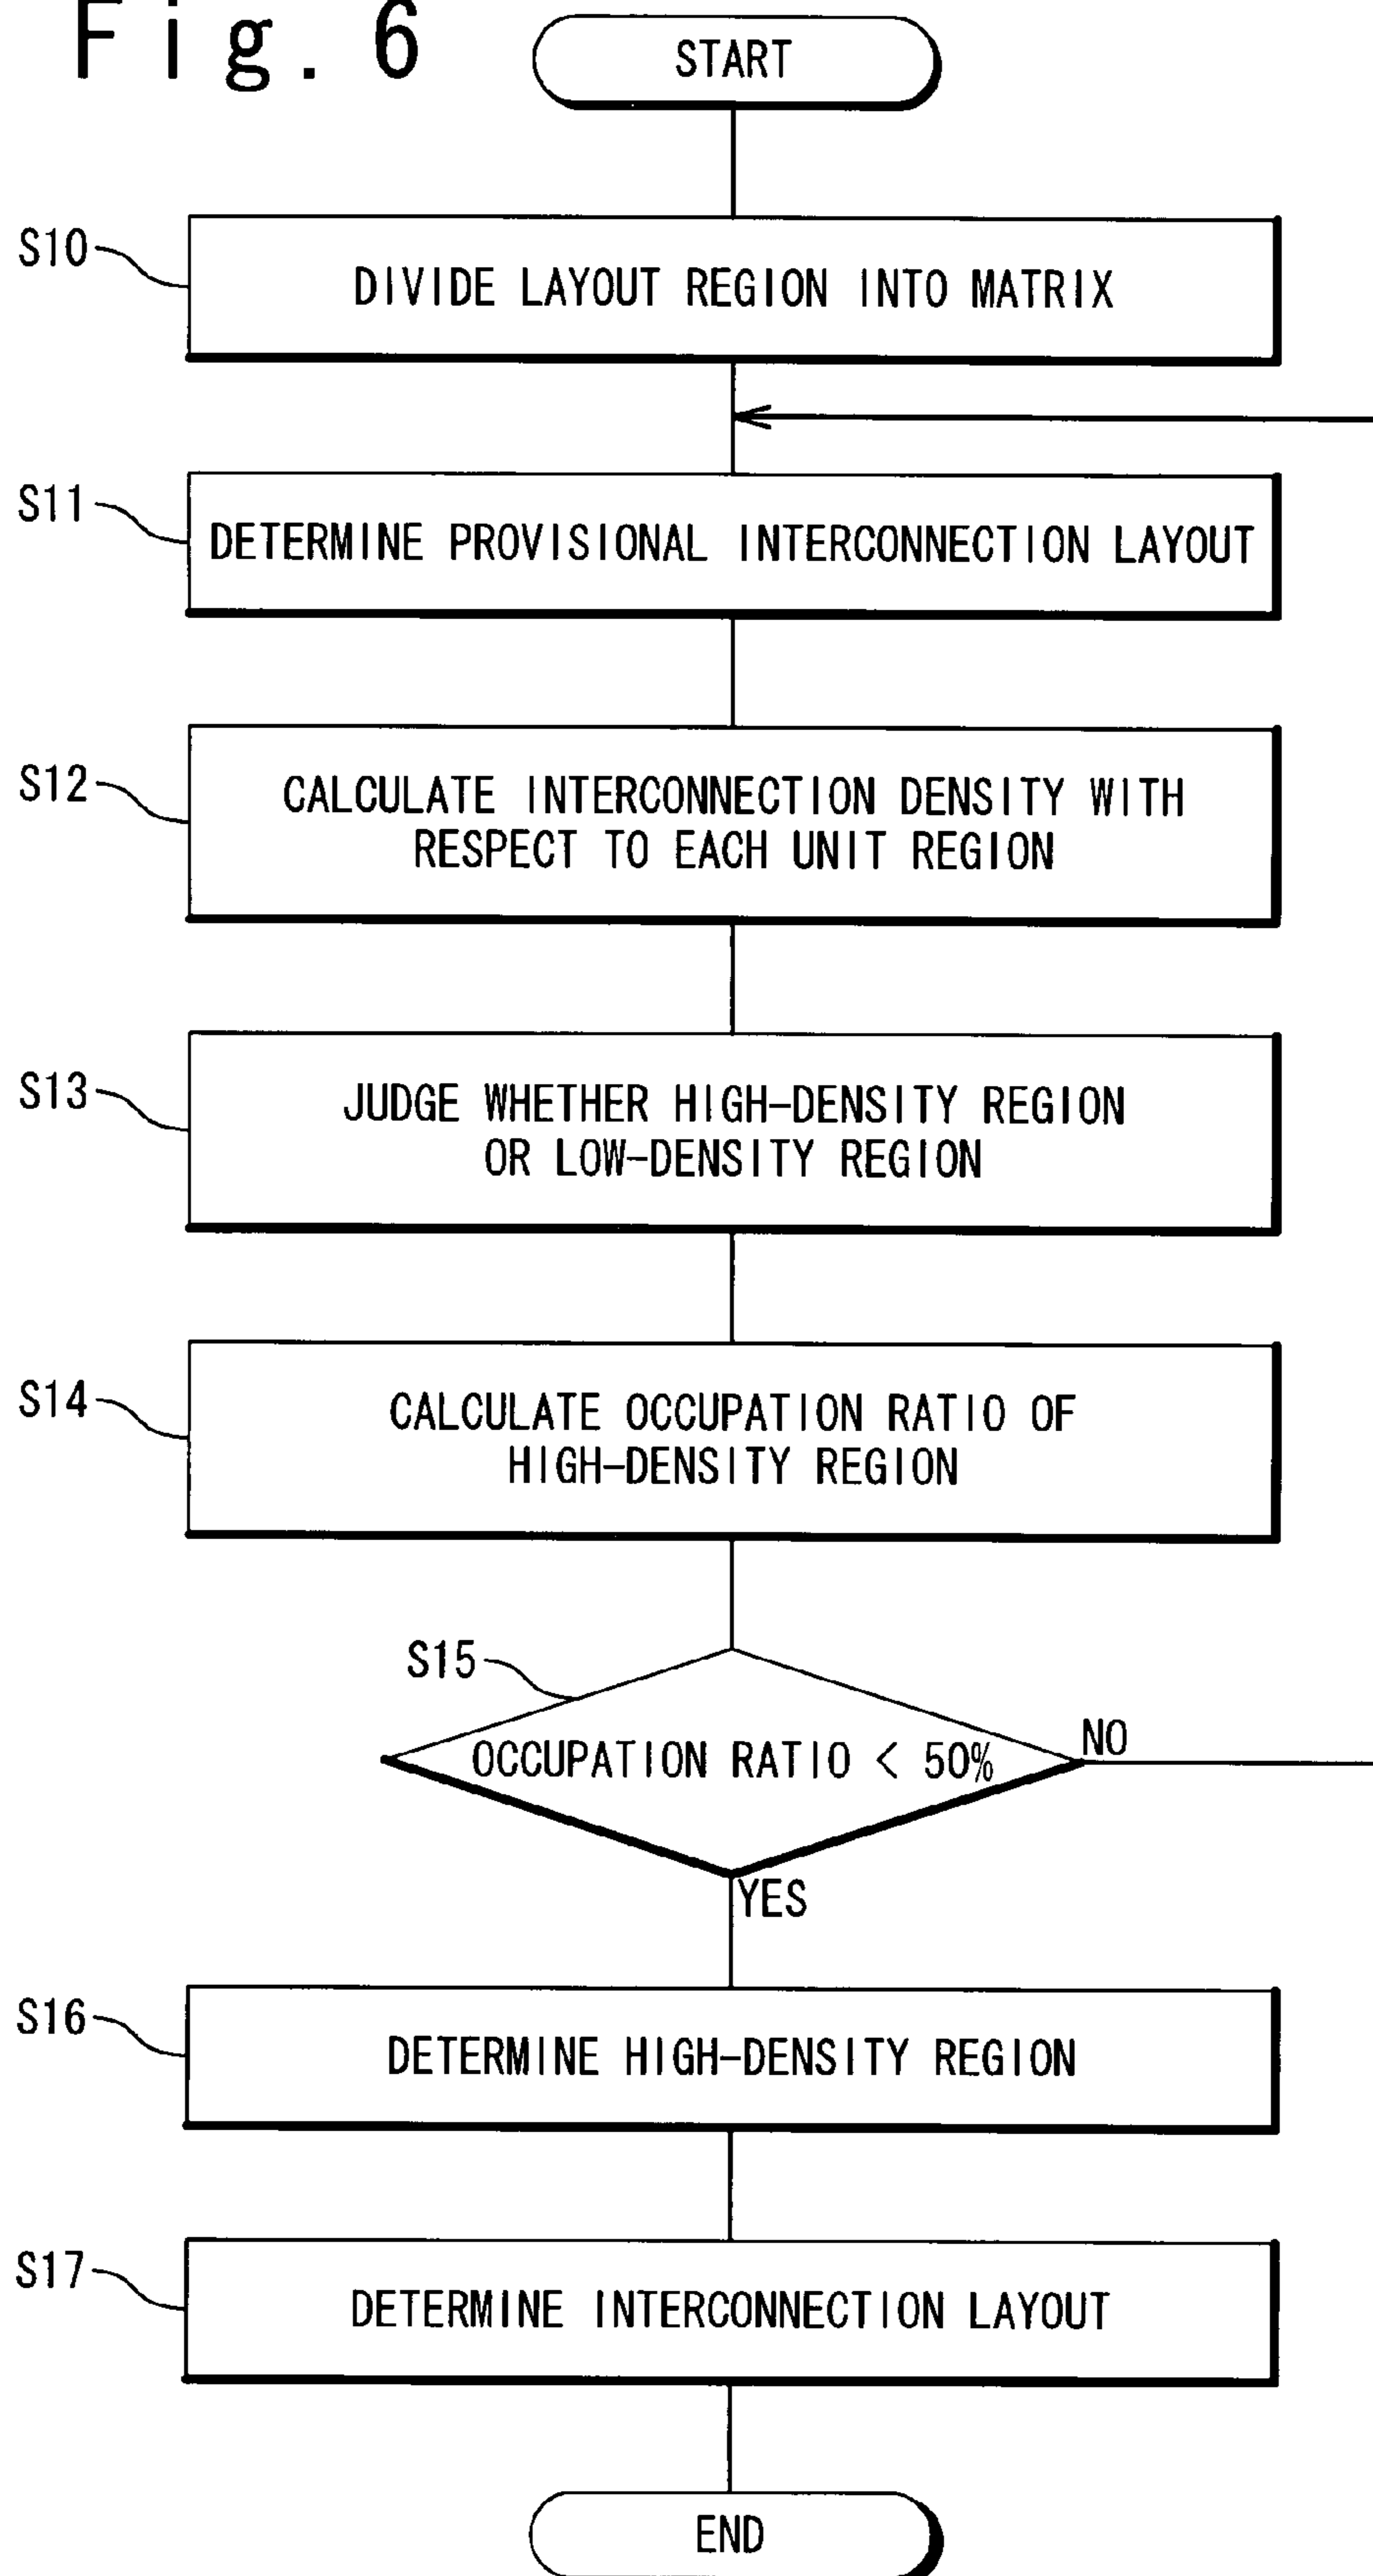 Fig. 6
START
S10
DIVIDE LAYOUT REGION INTO MATRIX
S11
DETERMINE PROVISIONAL INTERCONNECTION LAYOUT
S12
CALCULATE INTERCONNECTION DENSITY WITH
RESPECT TO EACH UNIT REGION
S13
JUDGE WHETHER HIGH-DENSITY REGION
OR LOW-DENSITY REGION
S14
CALCULATE OCCUPATION RATIO OF
HIGH-DENSITY REGION
S15
OCCUPATION RATIO < 50%
NO
YES
S16
DETERMINE HIGH-DENSITY REGION
S17
DETERMINE INTERCONNECTION LAYOUT
END